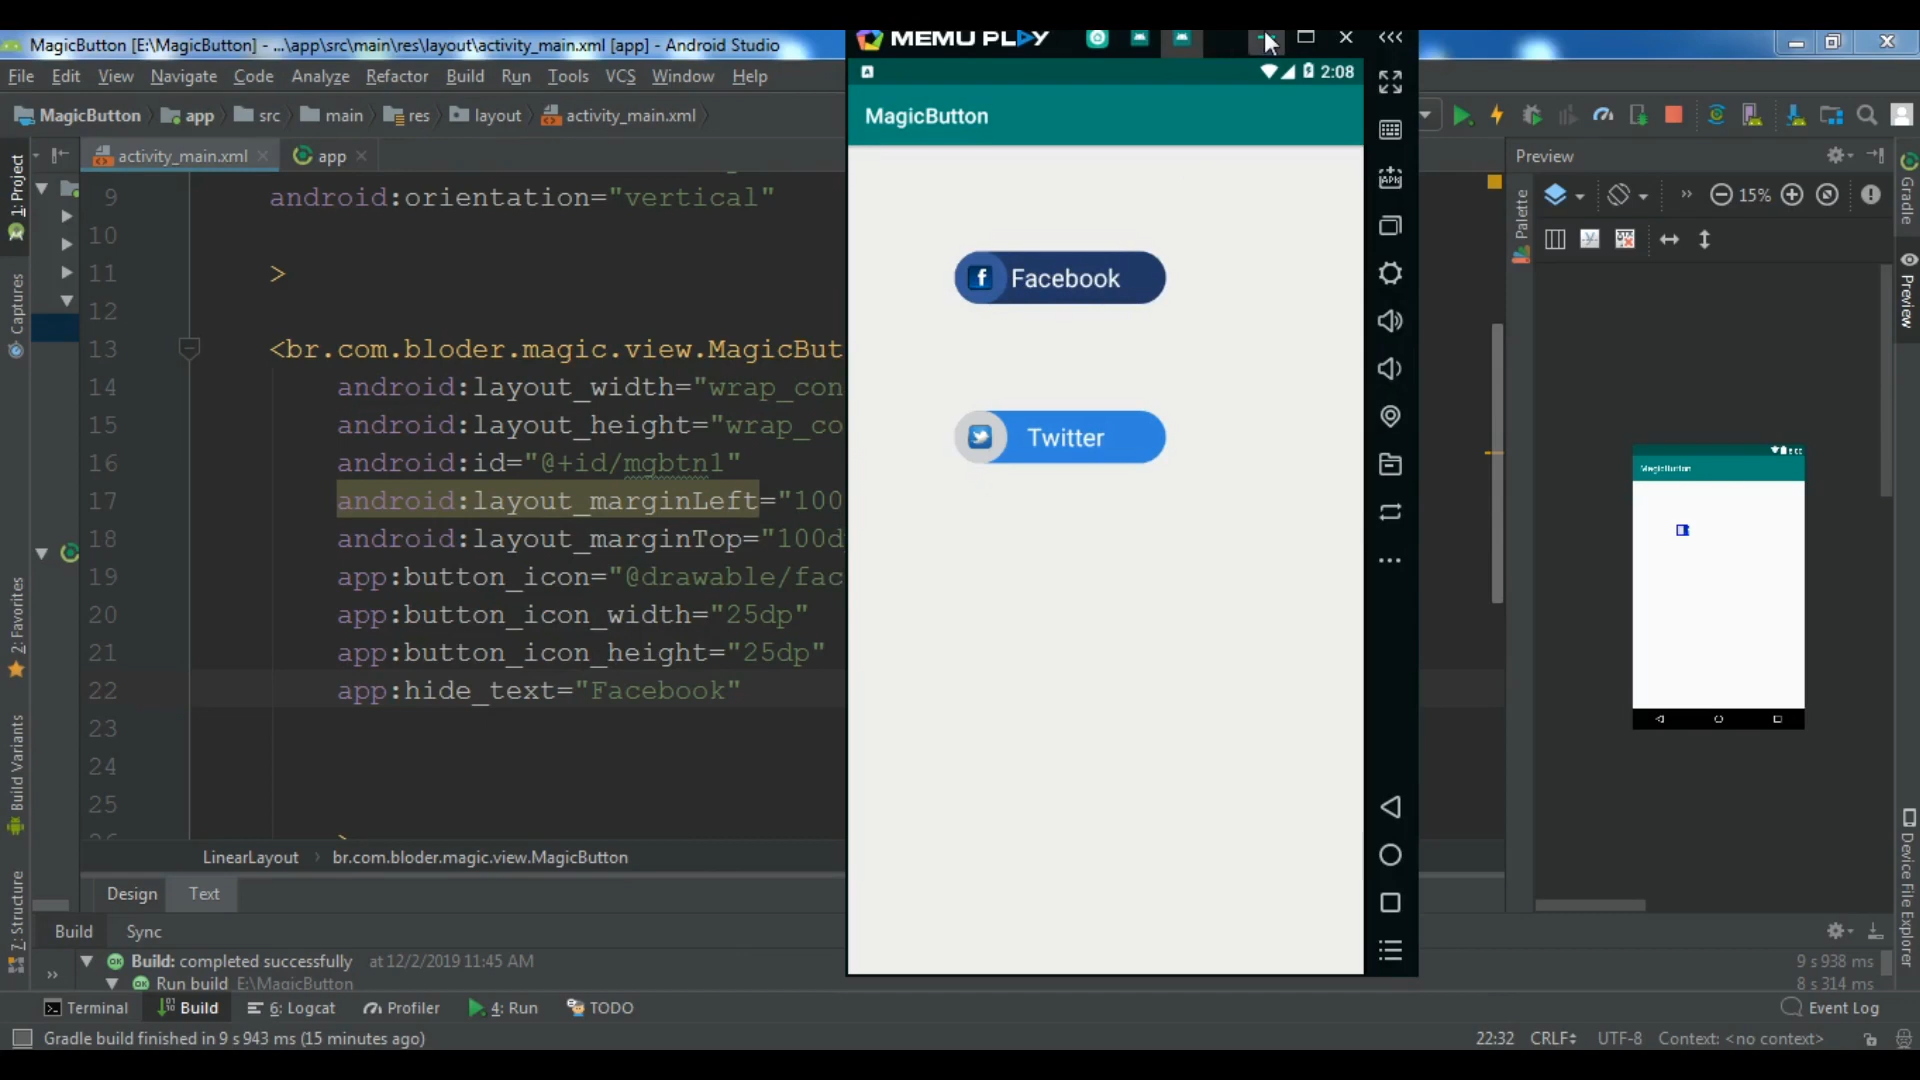 MagicButton [E:\MagicButton] - ...\app\src\main\res\layout\activity_main.xml [app] - Android Studio
File Edit View Navigate Code Analyze Refactor Build Run Tools VCS Window Help
MagicButton app src main res layout activity_main.xml
activity_main.xml app
9 android:orientation="vertical"
10
11 >
12
13 <br.com.bloder.magic.view.MagicBut
14 android:layout_width="wrap_con
15 android:layout_height="wrap_co
16 android:id="@+id/mgbtn1"
17 android:layout_marginLeft="100
18 android:layout_marginTop="100d
19 app:button_icon="@drawable/fac
20 app:button_icon_width="25dp"
21 app:button_icon_height="25dp"
22 app:hide_text="Facebook"
23
24
25
LinearLayout br.com.bloder.magic.view.MagicButton
Design Text
Build Sync
Build: completed successfully at 12/2/2019 11:45 AM
9 s 938 ms
Run build E:\MagicButton
8 s 314 ms
Terminal Build 6: Logcat Profiler 4: Run TODO
Event Log
Gradle build finished in 9 s 943 ms (15 minutes ago)
22:32 CRLF UTF-8 Context: <no context>
1: Project
Captures
2: Favorites
Build Variants
7: Structure
MEMU PLAY
2:08
MagicButton
Facebook
Twitter
APK
Preview
Palette
15%
MagicButton
Gradle
Preview
Device File Explorer